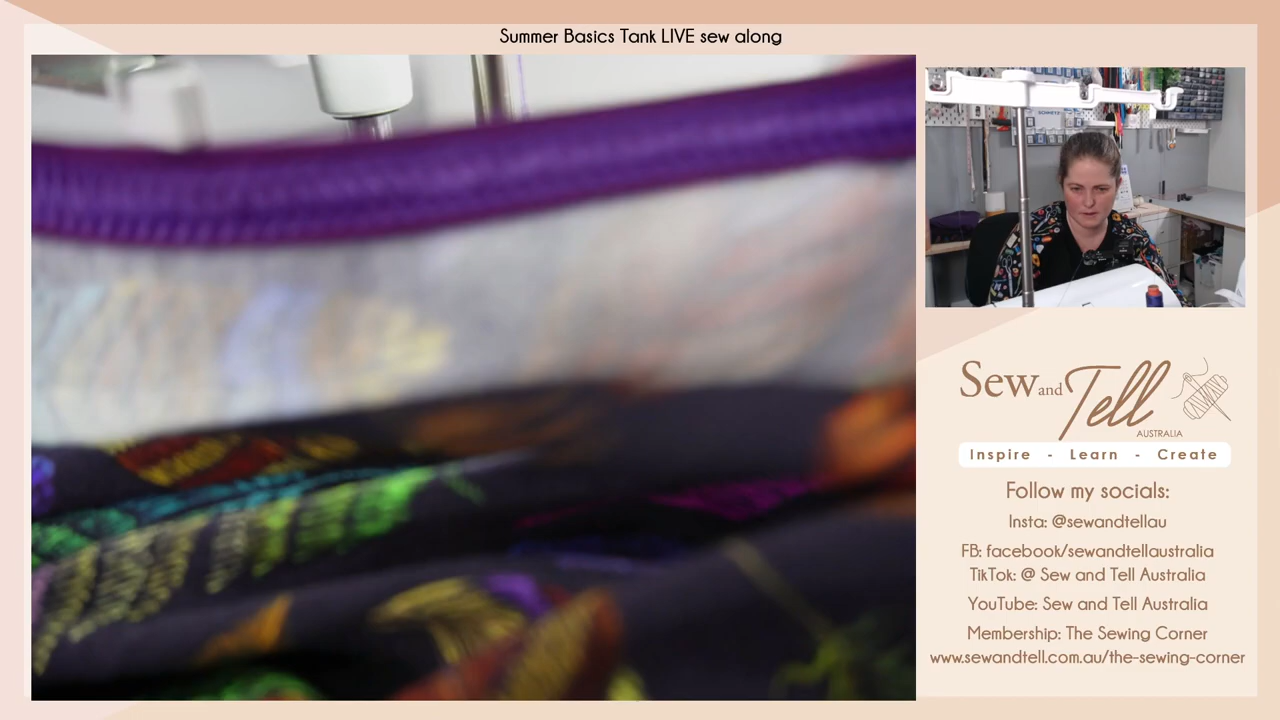 Summer Basics Tank LIVE sew along
Sew and Tell
AUSTRALIA
Inspire - Learn - Create
Follow my socials:
Insta: @sewandtellau
FB: facebook/sewandtellaustralia
TikTok: @ Sew and Tell Australia
YouTube: Sew and Tell Australia
Membership: The Sewing Corner
www.sewandtell.com.au/the-sewing-corner